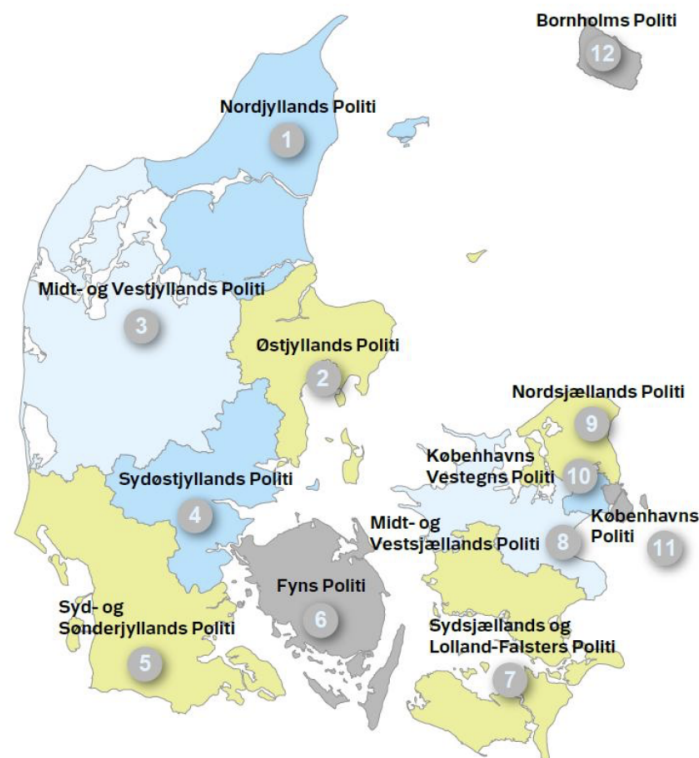 Bornholms Politi
12
Nordjyllands Politi
1
Midt- og Vestjyllands Politi
3
Østjyllands Politi
2
Nordsjællands Politi
9
Københavns
Vestegns Politi
10
Sydøstjyllands Politi
4
Københavns
Politi
11
Midt- og
Vestsjællands Politi
8
Fyns Politi
6
Syd- og
Sønderjyllands Politi
5
Sydsjællands og
Lolland-Falsters Politi
7